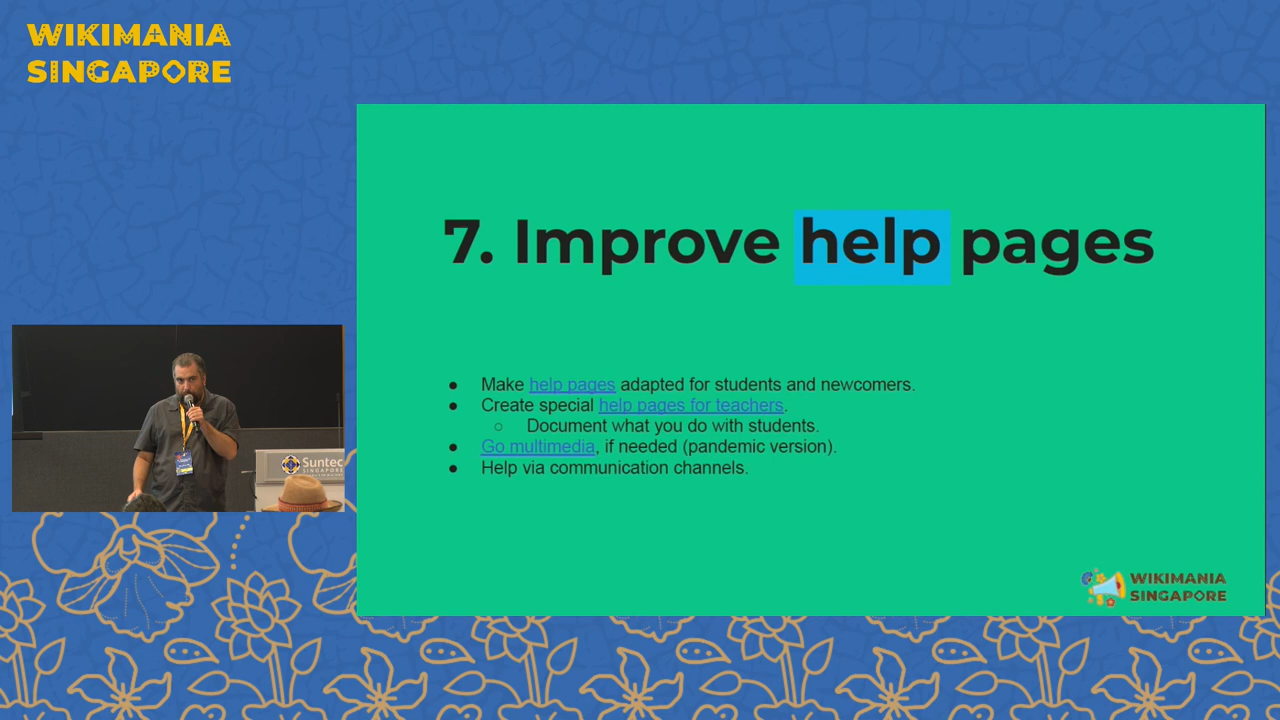 WIKIMANIA
SINGAPORE
7. Improve help pages
● Make help pages adapted for students and newcomers.
● Create special help pages for teachers.
○ Document what you do with students.
● Go multimedia, if needed (pandemic version).
● Help via communication channels.
Suntec
SINGAPORE
WIKIMANIA
SINGAPORE